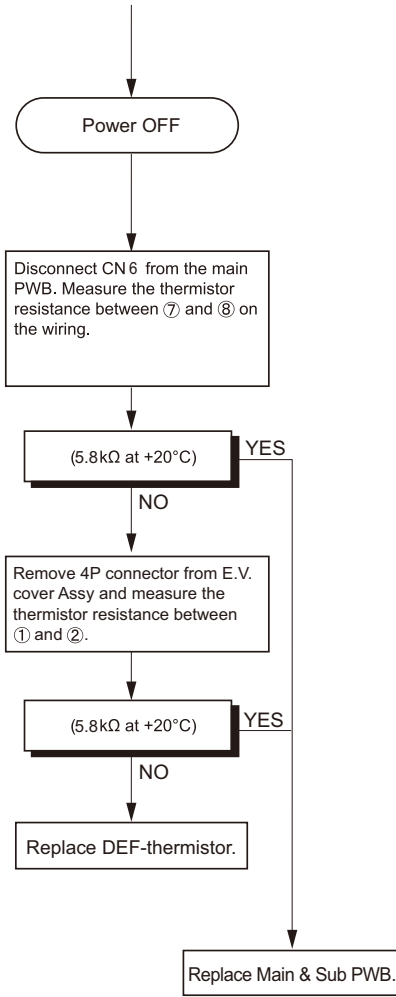 Power OFF
Disconnect CN6 from the main
PWB. Measure the thermistor
resistance between ⑦ and ⑧ on
the wiring.
(5.8kΩ at +20°C)
YES
NO
Remove 4P connector from E.V.
cover Assy and measure the
thermistor resistance between
① and ②.
(5.8kΩ at +20°C)
YES
NO
Replace DEF-thermistor.
Replace Main & Sub PWB.